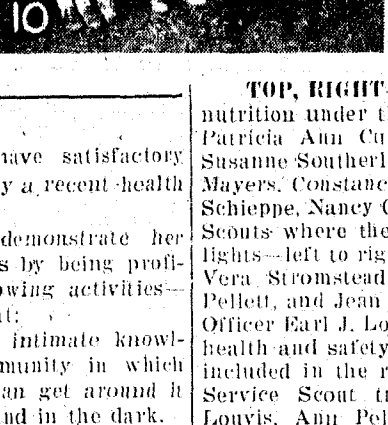 10
have satisfactory
y a recent health
demonstrate her
s by being profi-
owing activities—
t:
intimate knowl-
munity in which
an get around it
nd in the dark.
TOP, RIGHT
nutrition under t
Patricia Ann Cu
Susanne Southerl
Mayers, Constanc
Schieppe, Nancy C
Scouts where the
lights—left to rig
Vera Stromstead
Pellett, and Jean
Officer Earl J. Lo
health and safety
included in the r
Service Scout tr
Louvis, Ann Pel